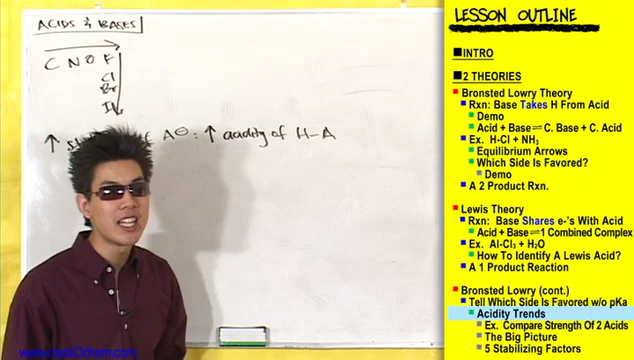 ACIDS & BASES
C N O F
Cl
Br
I
↑ of A⊖ = ↑ acidity of H-A
LESSON OUTLINE
INTRO
2 THEORIES
Bronsted Lowry Theory
Rxn: Base Takes H From Acid
Demo
Acid + Base⇌C. Base + C. Acid
Ex. H-Cl + NH3
Equilibrium Arrows
Which Side Is Favored?
Demo
A 2 Product Rxn.
Lewis Theory
Rxn: Base Shares e-'s With Acid
Acid + Base⇌1 Combined Complex
Ex. Al-Cl3 + H2O
How To Identify A Lewis Acid?
A 1 Product Reaction
Bronsted Lowry (cont.)
Tell Which Side Is Favored w/o pKa
Acidity Trends
Ex. Compare Strength Of 2 Acids
The Big Picture
5 Stabilizing Factors